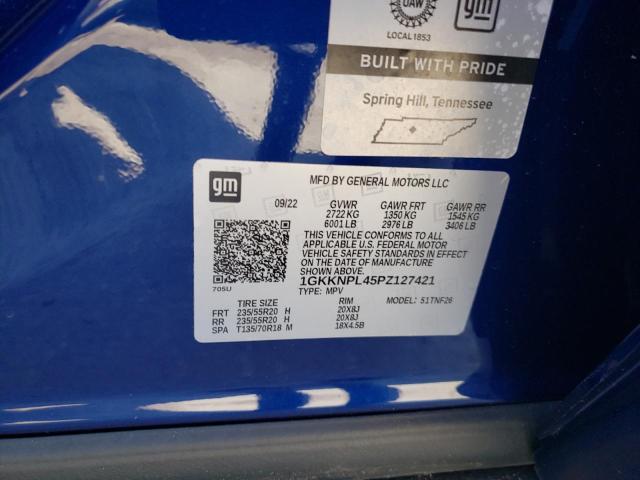 UAW
gm
LOCAL 1853
BUILT WITH PRIDE
Spring Hill, Tennessee
gm
MFD BY GENERAL MOTORS LLC
09/22 GVWR GAWR FRT GAWR RR
2722 KG 1350 KG 1545 KG
6001 LB 2976 LB 3406 LB
THIS VEHICLE CONFORMS TO ALL
APPLICABLE U.S. FEDERAL MOTOR
VEHICLE SAFETY STANDARDS IN EFFECT
ON THE DATE OF MANUFACTURE
SHOWN ABOVE.
1GKKNPL45PZ127421
705U
TYPE: MPV
TIRE SIZE RIM MODEL: 51TNF26
FRT 235/55R20 H 20X8J
RR 235/55R20 H 20X8J
SPA T135/70R18 M 18X4.5B